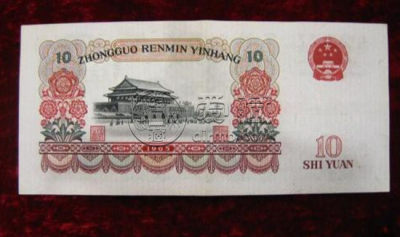 10 ZHONGGUO RENMIN YINHANG 10
1965
10
SHI YUAN